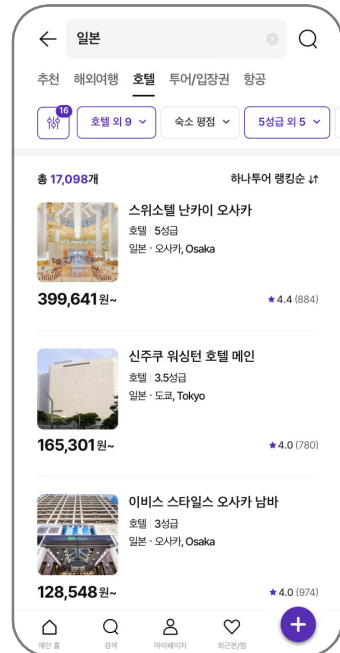 일본
추천 해외여행 호텔 투어/입장권 항공
16
호텔 외 9 숙소 평점 5성급 외 5
총 17,098개 하나투어 랭킹순
스위소텔 난카이 오사카
호텔 5성급
일본 · 오사카, Osaka
399,641원~ ★ 4.4 (884)
신주쿠 워싱턴 호텔 메인
호텔 3.5성급
일본 · 도쿄, Tokyo
165,301원~ ★ 4.0 (780)
이비스 스타일스 오사카 남바
호텔 3성급
일본 · 오사카, Osaka
128,548원~ ★ 4.0 (974)
메인 홈 검색 마이페이지 최근본/찜